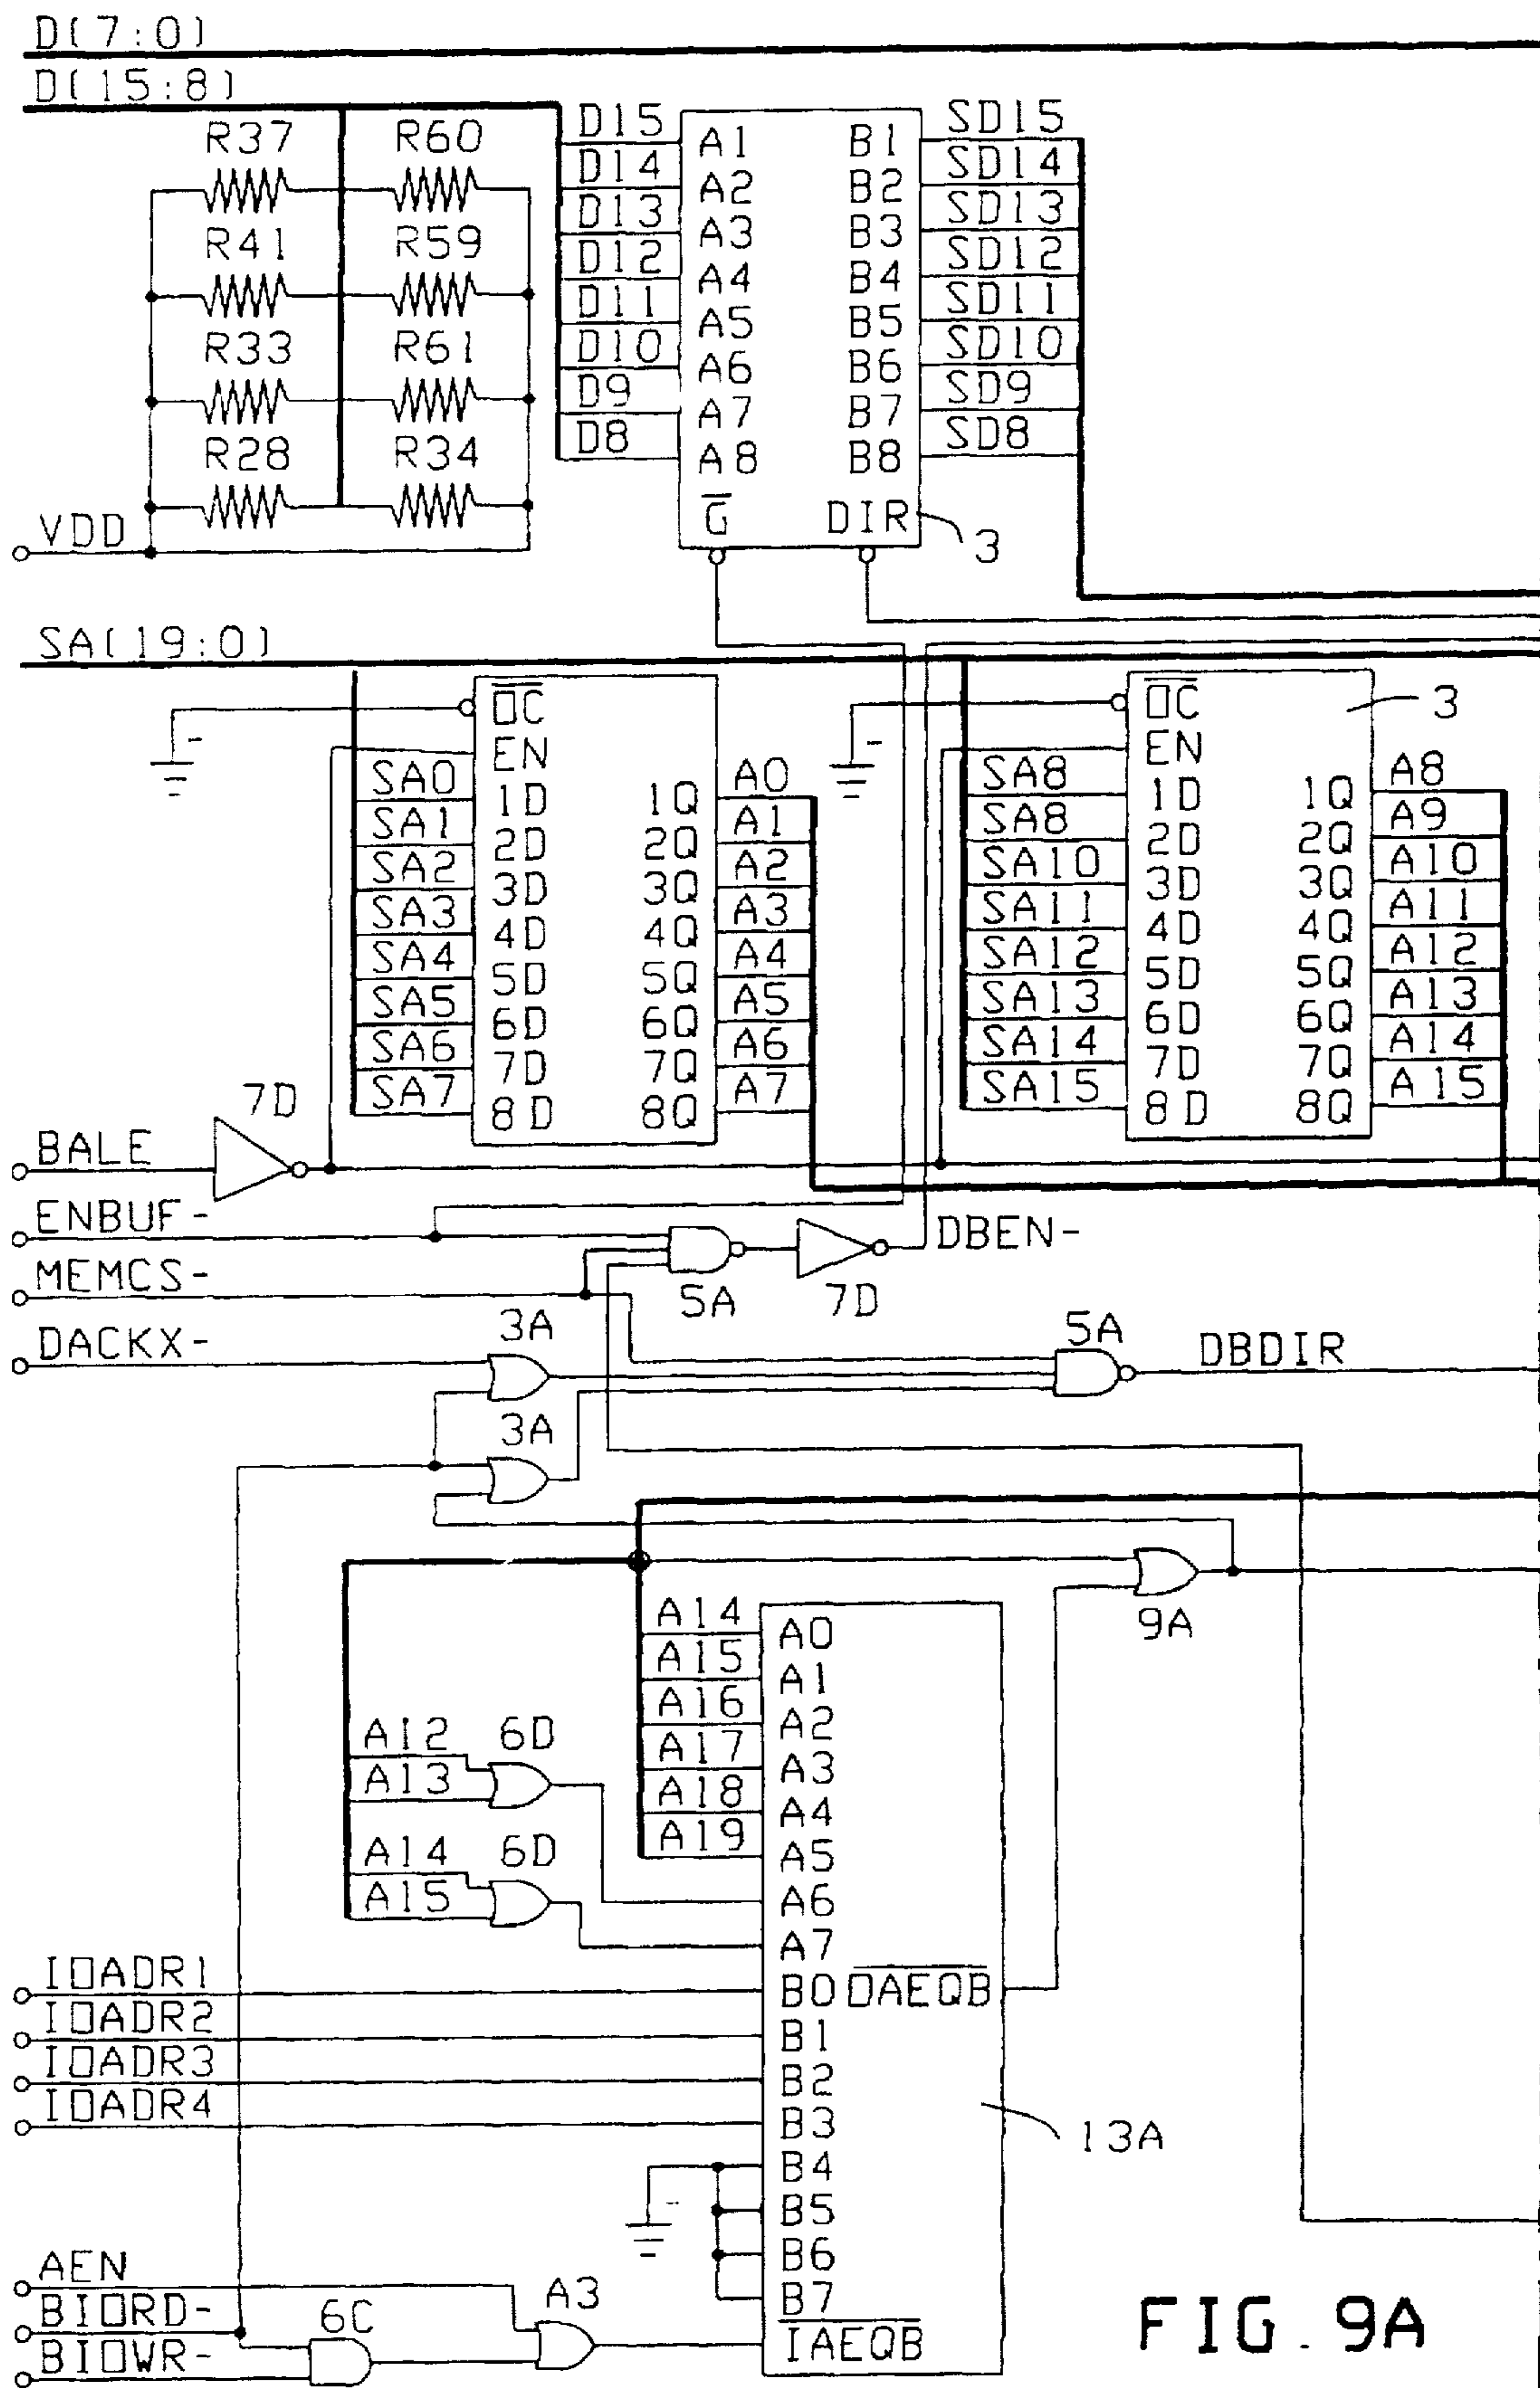 D(7:0)
D(15:8)
R37 R60
R41 R59
R33 R61
R28 R34
VDD
D15 A1 B1 SD15
D14 A2 B2 SD14
D13 A3 B3 SD13
D12 A4 B4 SD12
D11 A5 B5 SD11
D10 A6 B6 SD10
D9 A7 B7 SD9
D8 A8 B8 SD8
G DIR 3
SA(19:0)
OC
EN
SA0 1D 1Q A0
SA1 2D 2Q A1
SA2 3D 3Q A2
SA3 4D 4Q A3
SA4 5D 5Q A4
SA5 6D 6Q A5
SA6 7D 7Q A6
SA7 8D 8Q A7
OC 3
EN
SA8 1D 1Q A8
SA8 2D 2Q A9
SA10 3D 3Q A10
SA11 4D 4Q A11
SA12 5D 5Q A12
SA13 6D 6Q A13
SA14 7D 7Q A14
SA15 8D 8Q A15
7D
BALE
ENBUF-
DBEN-
MEMCS-
5A 7D
DACKX-
3A
5A
DBDIR
3A
9A
A14 A0
A15 A1
A16 A2
A17 A3
A18 A4
A19 A5
A12 6D
A13
A14 6D
A15
A6
A7
IOADR1 B0 OAEQB
IOADR2 B1
IOADR3 B2
IOADR4 B3
13A
B4
B5
B6
B7
IAEQB
AEN
BIORD-
BIOWR-
6C
A3
FIG. 9A